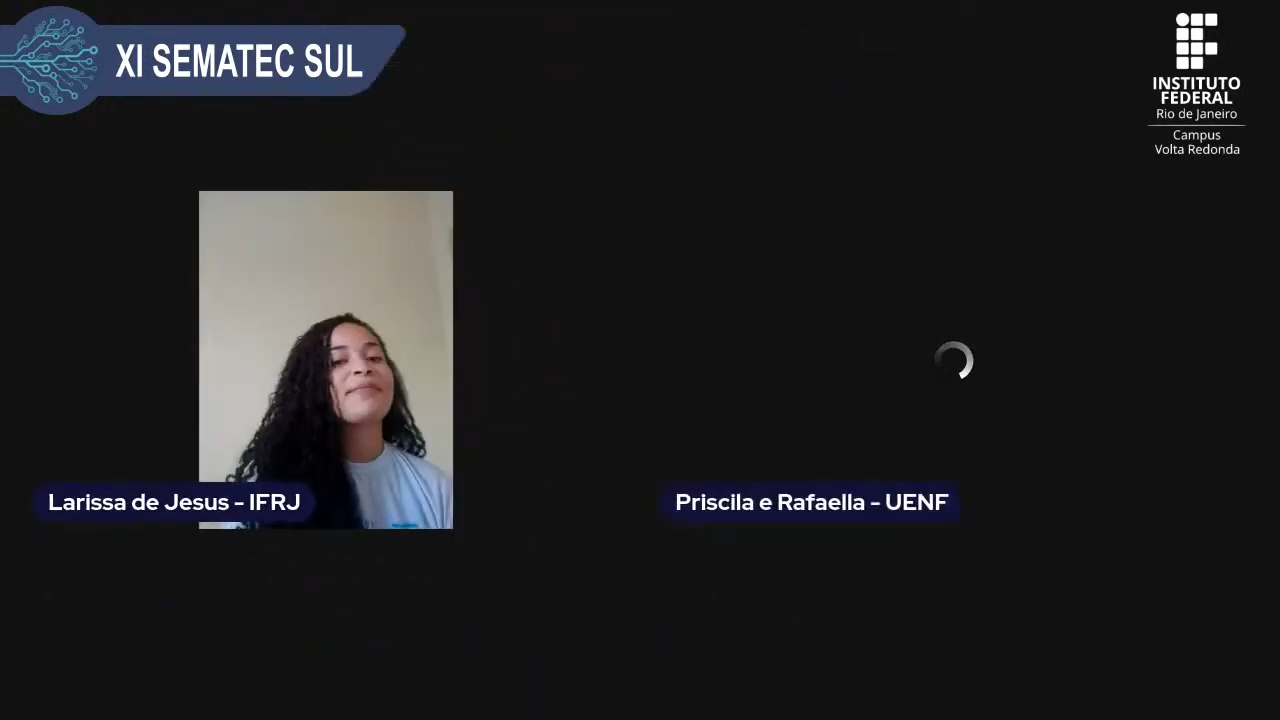 XI SEMATEC SUL
INSTITUTO
FEDERAL
Rio de Janeiro
Campus
Volta Redonda
Larissa de Jesus - IFRJ
Priscila e Rafaella - UENF